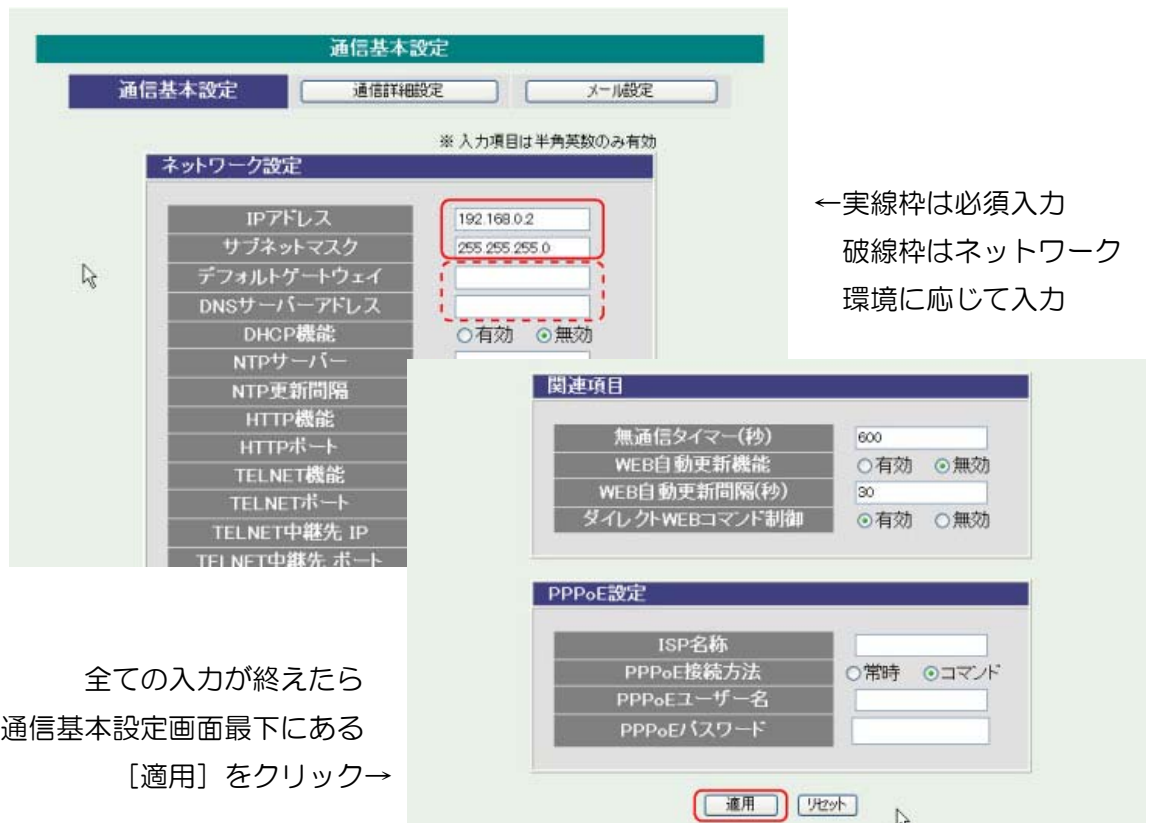 通信基本設定
通信基本設定 通信詳細設定 メール設定
※ 入力項目は半角英数のみ有効
ネットワーク設定
IPアドレス 192.168.0.2
サブネットマスク 255.255.255.0
デフォルトゲートウェイ
DNSサーバーアドレス
DHCP機能 有効 無効
NTPサーバー
NTP更新間隔
HTTP機能
HTTPポート
TELNET機能
TELNETポート
TELNET中継先 IP
TELNET中継先 ポート
←実線枠は必須入力
破線枠はネットワーク
環境に応じて入力
関連項目
無通信タイマー(秒) 600
WEB自動更新機能 有効 無効
WEB自動更新間隔(秒) 30
ダイレクトWEBコマンド制御 有効 無効
PPPoE設定
ISP名称
PPPoE接続方法 常時 コマンド
PPPoEユーザー名
PPPoEパスワード
適用 リセット
全ての入力が終えたら
通信基本設定画面最下にある
［適用］をクリック→